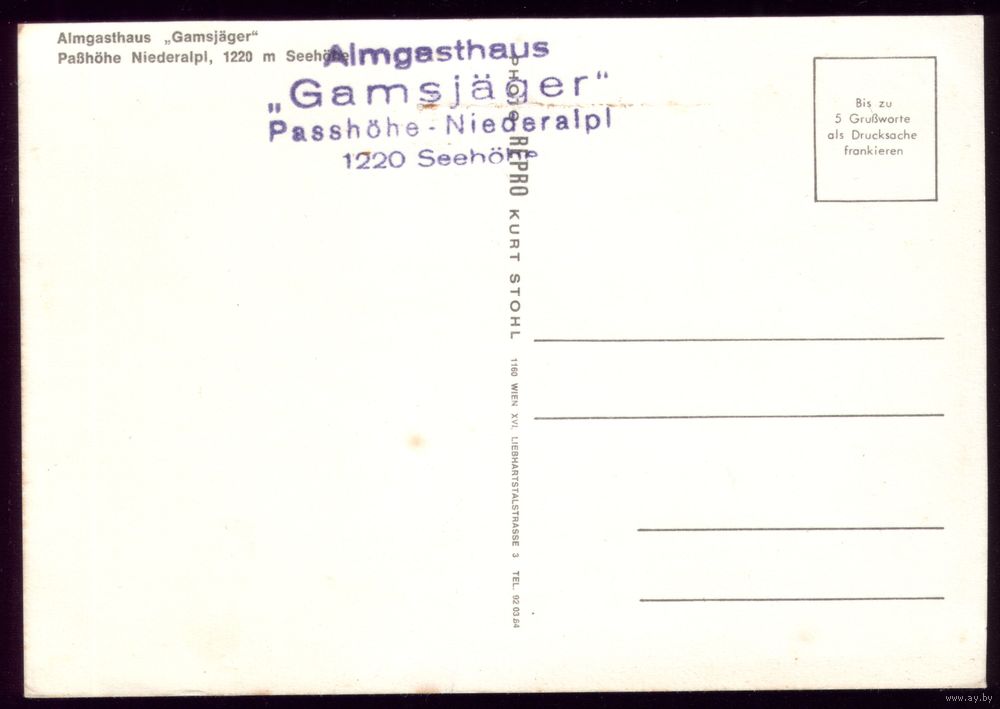 Almgasthaus „Gamsjäger“
Paßhöhe Niederalpl, 1220 m Seehöhe
Almgasthaus
„Gamsjäger“
Passhöhe - Niederalpl
1220 Seehöhe
Bis zu
5 Grußworte
als Drucksache
frankieren
PHOTO REPRO KURT STOHL 1160 WIEN XVI, LIEBHARTSTALSTRASSE 3 TEL. 92 03 84
www.ay.by